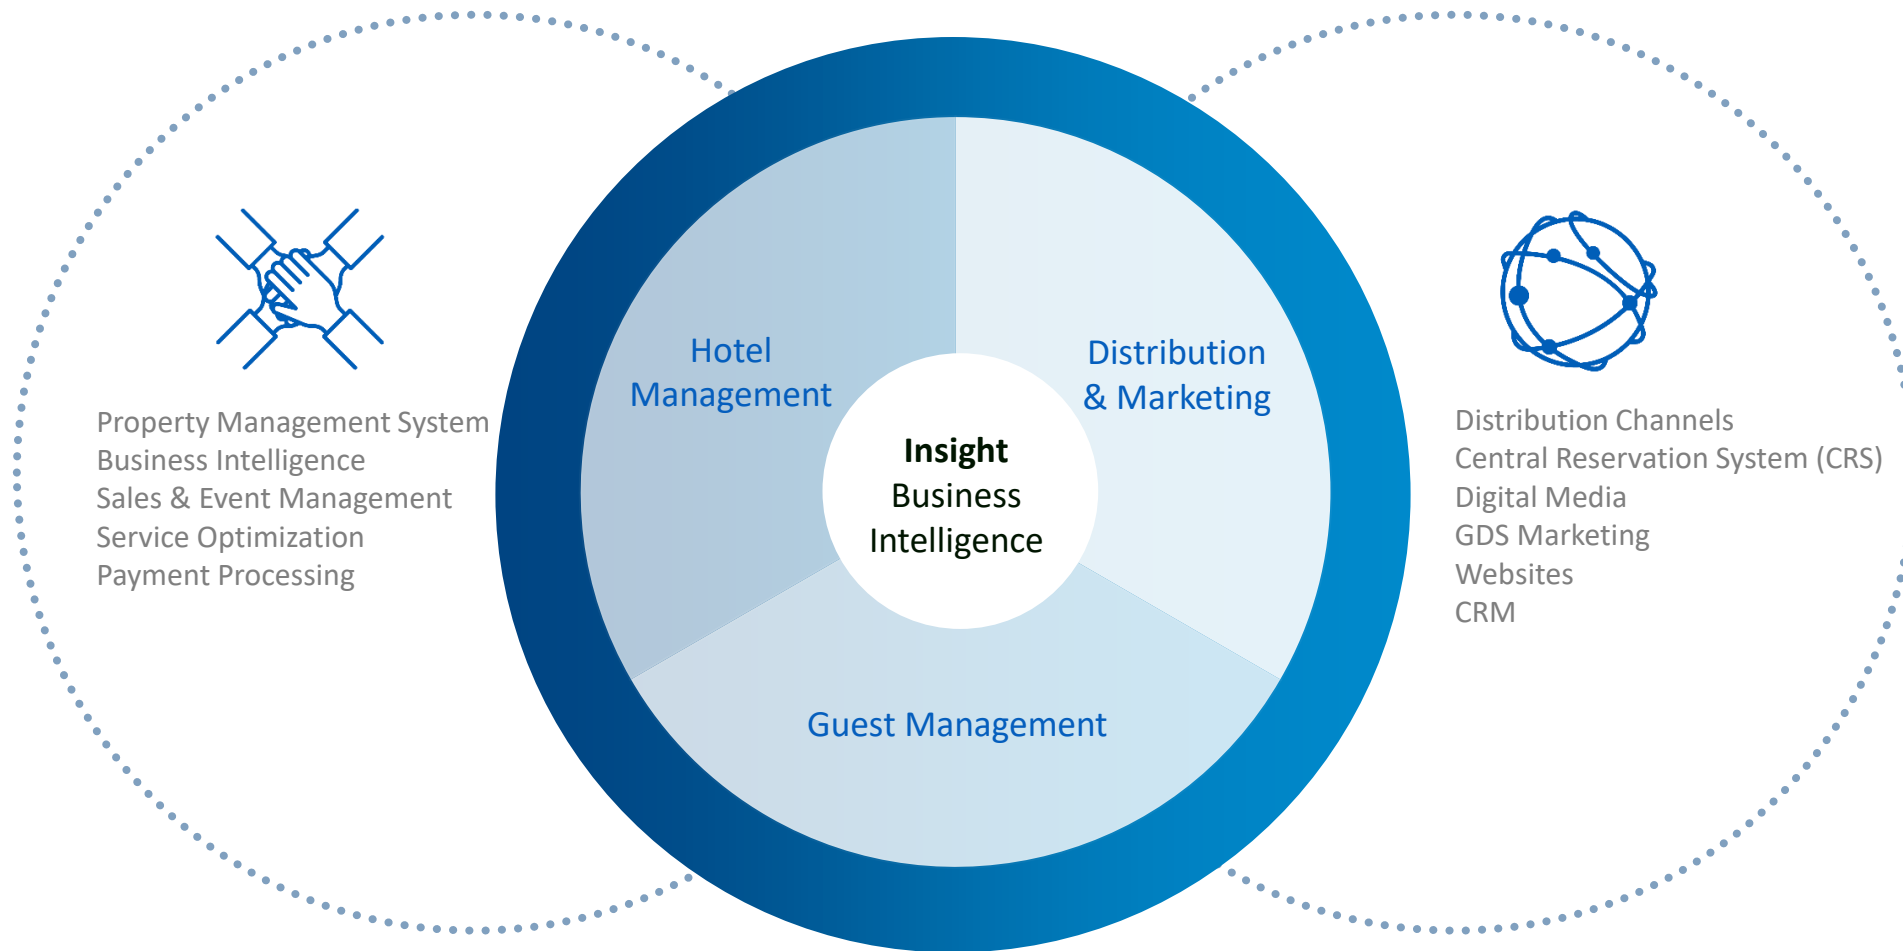 Hotel
Management
Distribution
& Marketing
Insight
Business
Intelligence
Guest Management
Property Management System
Business Intelligence
Sales & Event Management
Service Optimization
Payment Processing
Distribution Channels
Central Reservation System (CRS)
Digital Media
GDS Marketing
Websites
CRM